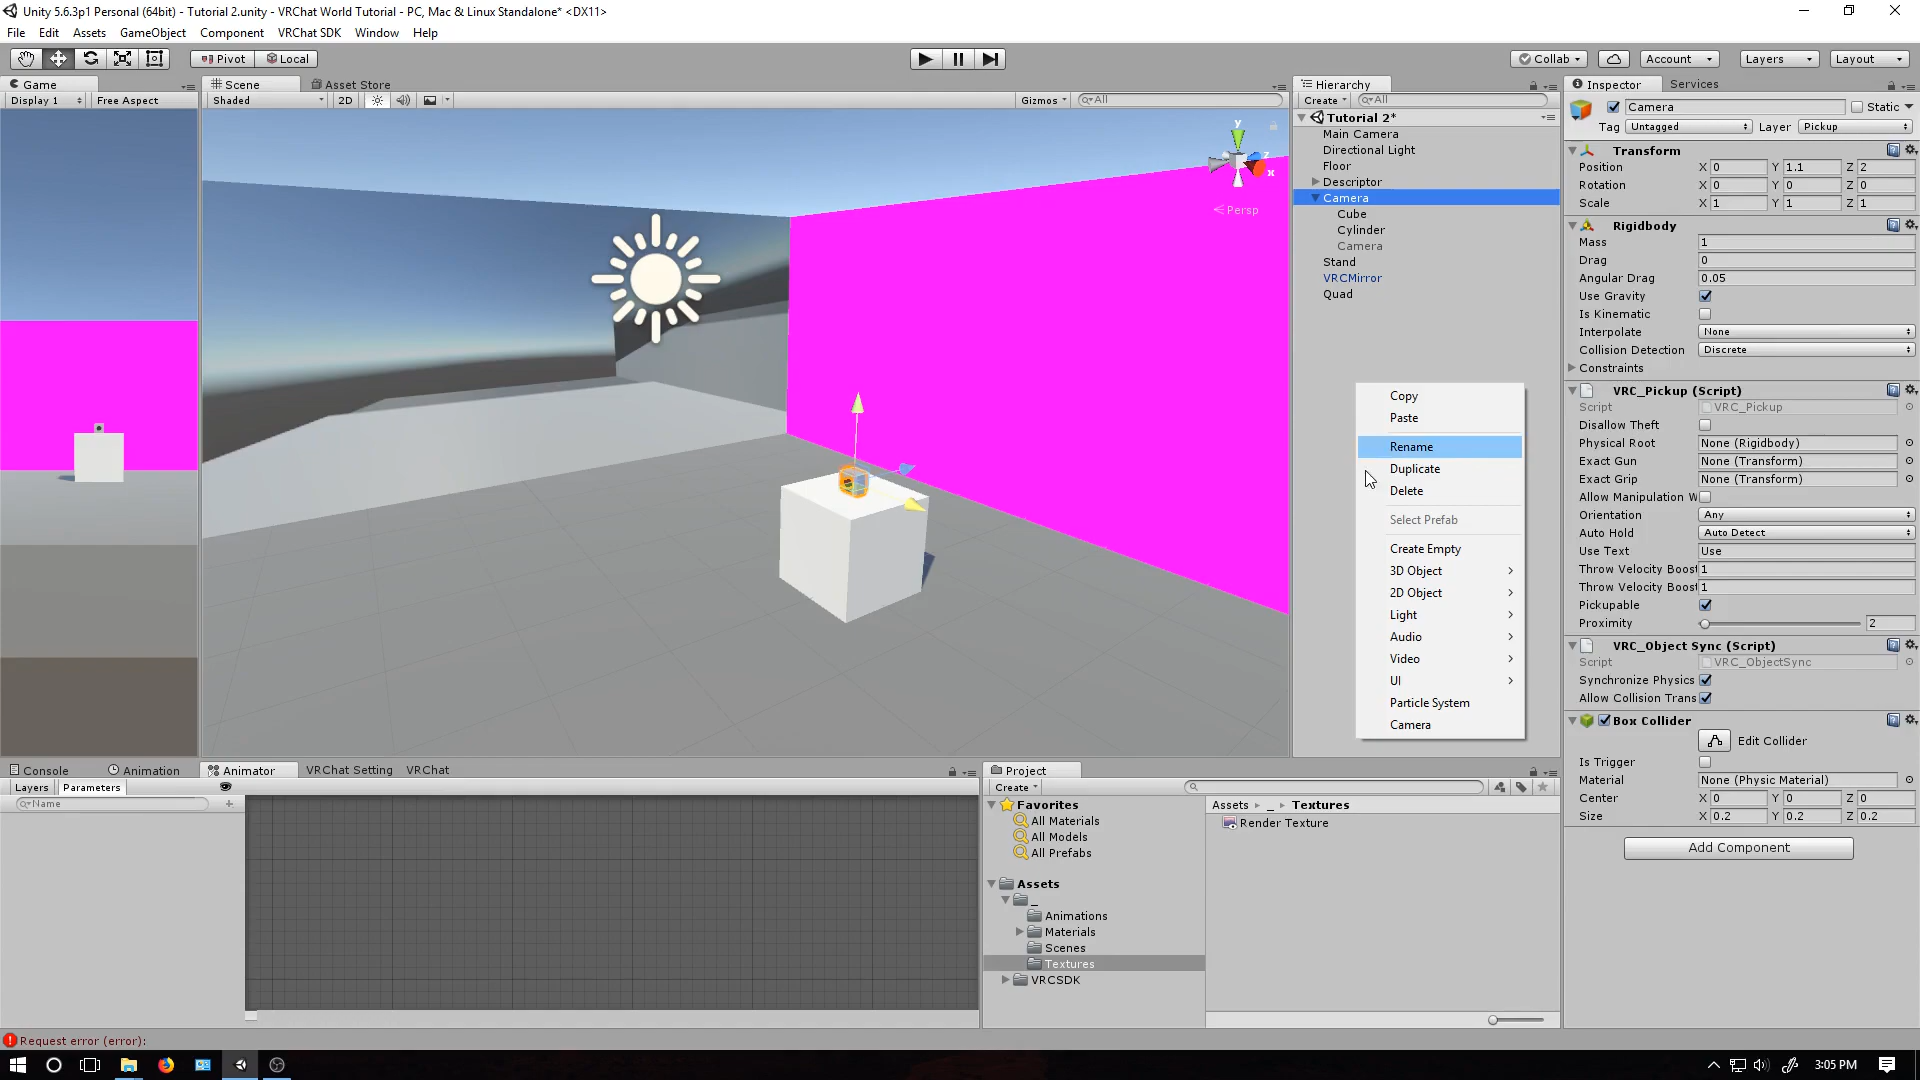 Unity 5.6.3p1 Personal (64bit) - Tutorial 2.unity - VRChat World Tutorial - PC, Mac & Linux Standalone* <DX11>
File Edit Assets GameObject Component VRChat SDK Window Help
Pivot Local Collab Account Layers Layout
Game Scene Asset Store Hierarchy Inspector Services
Display 1 Free Aspect Shaded 2D Gizmos All Create All
Camera Static
Tag Untagged Layer Pickup
Tutorial 2*
Main Camera
Directional Light
Floor
Descriptor
Camera
Cube
Cylinder
Camera
Stand
VRCMirror
Quad
y
z
x
Persp
Copy
Paste
Rename
Duplicate
Delete
Select Prefab
Create Empty
3D Object
2D Object
Light
Audio
Video
UI
Particle System
Camera
Transform
Position X 0 Y 1.1 Z 2
Rotation X 0 Y 0 Z 0
Scale X 1 Y 1 Z 1
Rigidbody
Mass 1
Drag 0
Angular Drag 0.05
Use Gravity
Is Kinematic
Interpolate None
Collision Detection Discrete
Constraints
VRC_Pickup (Script)
Script VRC_Pickup
Disallow Theft
Physical Root None (Rigidbody)
Exact Gun None (Transform)
Exact Grip None (Transform)
Allow Manipulation W
Orientation Any
Auto Hold Auto Detect
Use Text Use
Throw Velocity Boost 1
Throw Velocity Boost 1
Pickupable
Proximity 2
VRC_Object Sync (Script)
Script VRC_ObjectSync
Synchronize Physics
Allow Collision Trans
Box Collider
Edit Collider
Is Trigger
Material None (Physic Material)
Center X 0 Y 0 Z 0
Size X 0.2 Y 0.2 Z 0.2
Add Component
Console Animation Animator VRChat Setting VRChat
Layers Parameters
Name
Project
Create
Favorites
All Materials
All Models
All Prefabs
Assets
_
Animations
Materials
Scenes
Textures
VRCSDK
Assets _ Textures
Render Texture
Request error (error):
3:05 PM